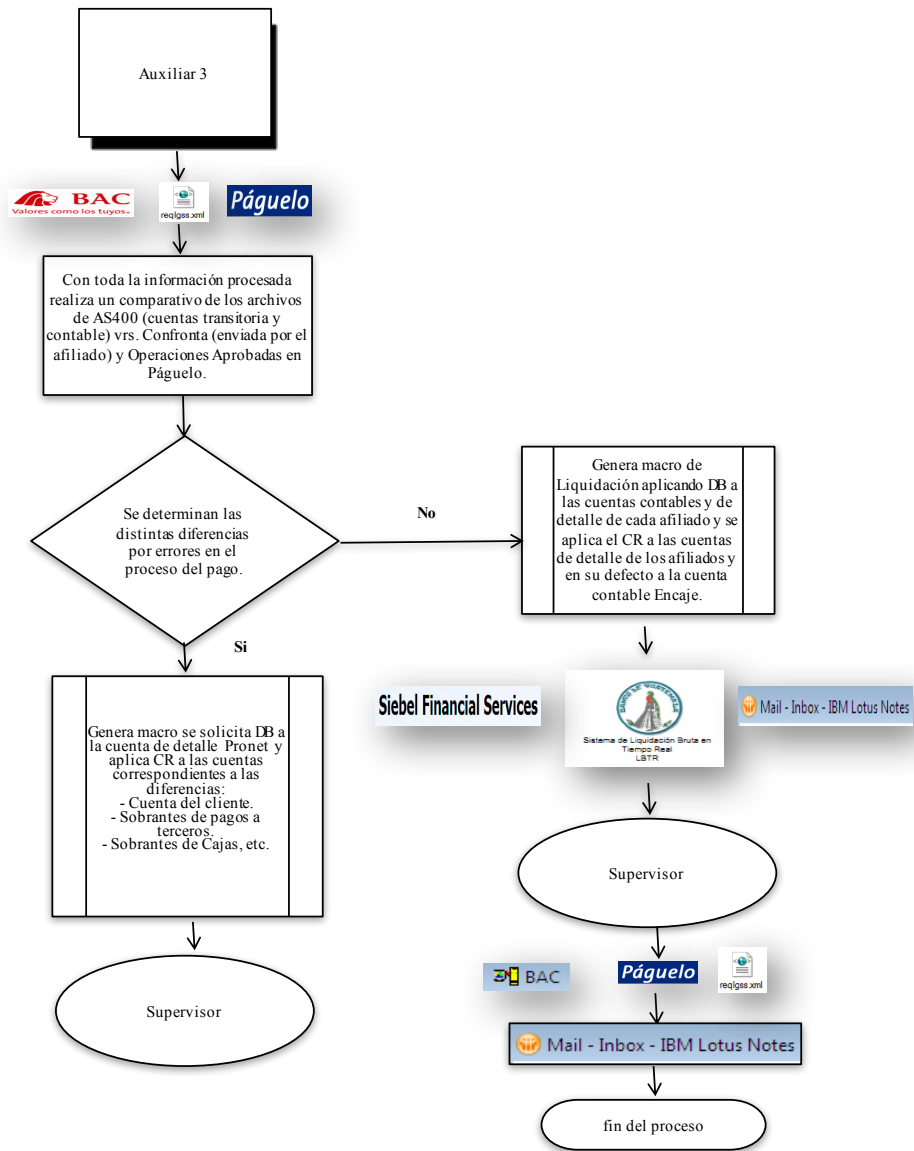 Auxiliar 3
BAC
Valores como los tuyos.
reqIgss.xml
Páguelo
Con toda la información procesada
realiza un comparativo de los archivos
de AS400 (cuentas transitoria y
contable) vrs. Confronta (enviada por el
afiliado) y Operaciones Aprobadas en
Páguelo.
Se determinan las
distintas diferencias
por errores en el
proceso del pago.
No
Genera macro de
Liquidación aplicando DB a
las cuentas contables y de
detalle de cada afiliado y se
aplica el CR a las cuentas
de detalle de los afiliados y
en su defecto a la cuenta
contable Encaje.
Si
Genera macro se solicita DB a
la cuenta de detalle Pronet y
aplica CR a las cuentas
correspondientes a las
diferencias:
- Cuenta del cliente.
- Sobrantes de pagos a
terceros.
- Sobrantes de Cajas, etc.
Supervisor
Siebel Financial Services
BANCO DE GUATEMALA
Sistema de Liquidación Bruta en
Tiempo Real
LBTR
Mail - Inbox - IBM Lotus Notes
Supervisor
BAC
Páguelo
reqIgss.xml
Mail - Inbox - IBM Lotus Notes
fin del proceso